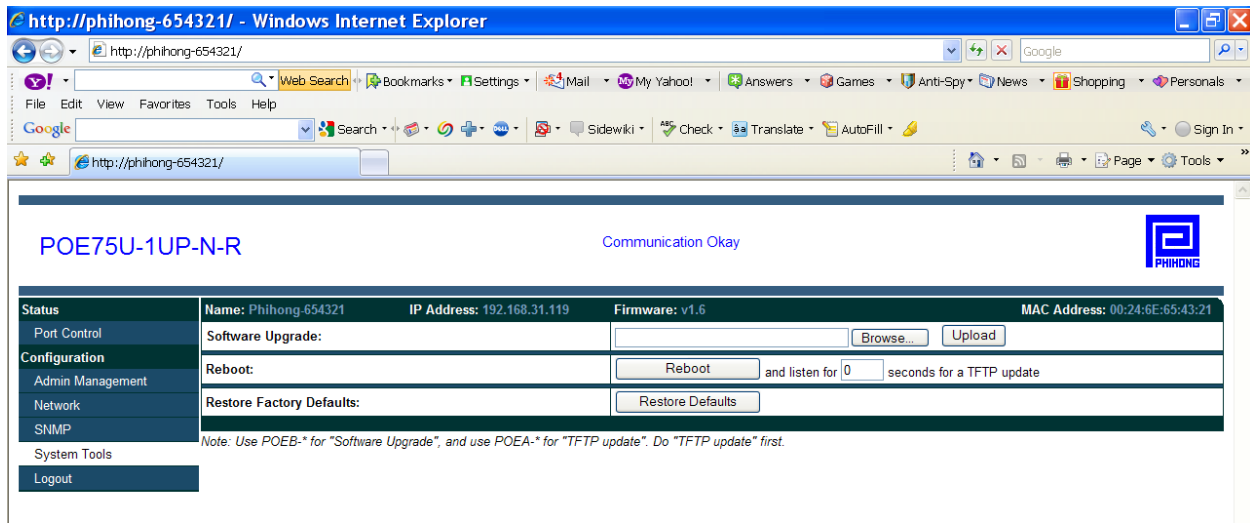 http://phihong-654321/ - Windows Internet Explorer
http://phihong-654321/ Google
Web Search Bookmarks Settings Mail My Yahoo! Answers Games Anti-Spy News Shopping Personals
File Edit View Favorites Tools Help
Google Search Sidewiki Check Translate AutoFill Sign In
http://phihong-654321/ Page Tools
POE75U-1UP-N-R Communication Okay PHIHONG
Status Name: Phihong-654321 IP Address: 192.168.31.119 Firmware: v1.6 MAC Address: 00:24:6E:65:43:21
Port Control Software Upgrade: Browse... Upload
Configuration
Admin Management Reboot: Reboot and listen for 0 seconds for a TFTP update
Network Restore Factory Defaults: Restore Defaults
SNMP
Note: Use POEB-* for "Software Upgrade", and use POEA-* for "TFTP update". Do "TFTP update" first.
System Tools
Logout